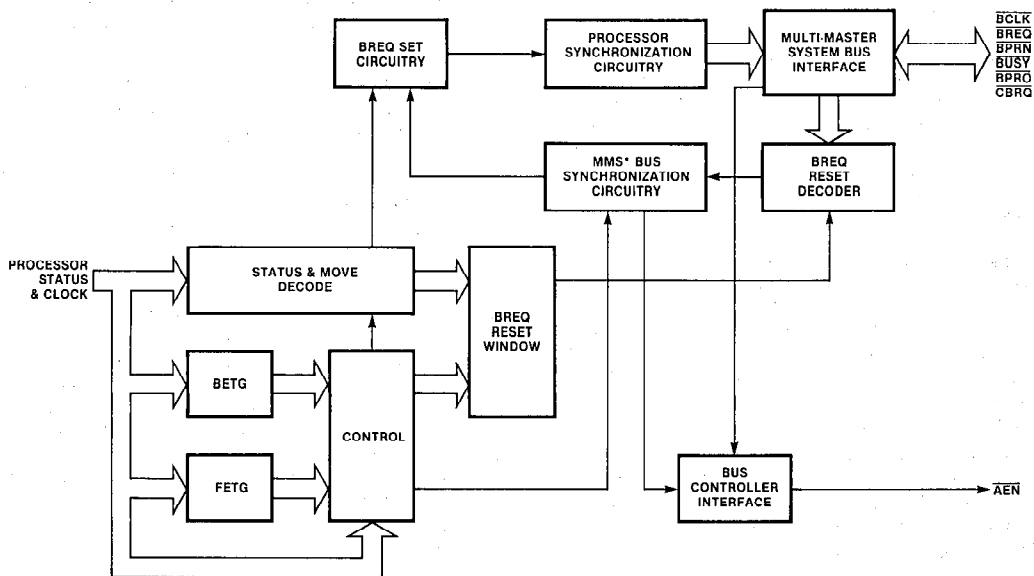 BREQ SET
CIRCUITRY
PROCESSOR
SYNCHRONIZATION
CIRCUITRY
MULTI-MASTER
SYSTEM BUS
INTERFACE
BCLK
BREQ
BPRN
BUSY
BPRO
CBRQ
MMS* BUS
SYNCHRONIZATION
CIRCUITRY
BREQ
RESET
DECODER
PROCESSOR
STATUS
& CLOCK
STATUS & MOVE
DECODE
BREQ
RESET
WINDOW
BETG
CONTROL
FETG
BUS
CONTROLLER
INTERFACE
AEN